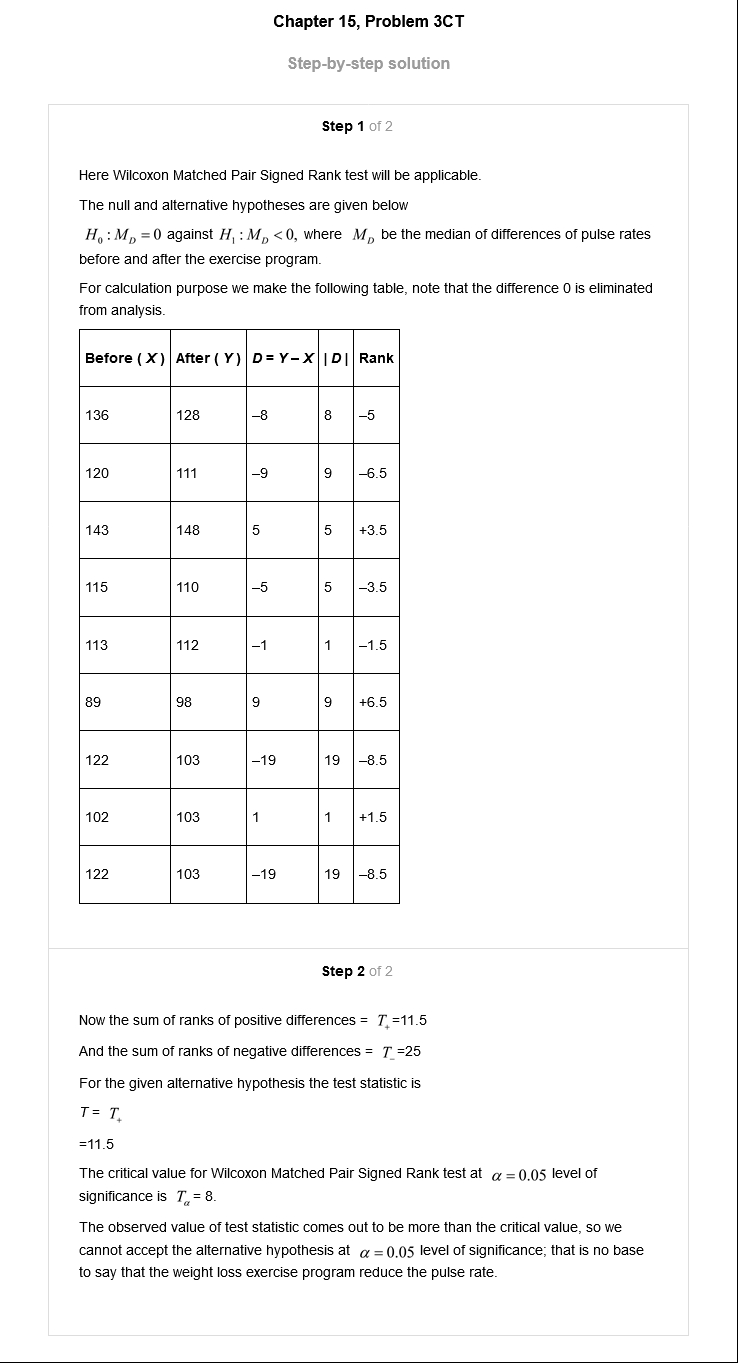 Chapter 15, Problem 3CT
Step-by-step solution
Step 1 of 2
Here Wilcoxon Matched Pair Signed Rank test will be applicable.
The null and alternative hypotheses are given below
H₀ : M_D = 0 against H₁ : M_D < 0, where M_D be the median of differences of pulse rates
before and after the exercise program.
For calculation purpose we make the following table, note that the difference 0 is eliminated
from analysis.
Before ( X ) After ( Y ) D = Y – X | D | Rank
136 128 –8 8 –5
120 111 –9 9 –6.5
143 148 5 5 +3.5
115 110 –5 5 –3.5
113 112 –1 1 –1.5
89 98 9 9 +6.5
122 103 –19 19 –8.5
102 103 1 1 +1.5
122 103 –19 19 –8.5
Step 2 of 2
Now the sum of ranks of positive differences = T₊ =11.5
And the sum of ranks of negative differences = T₋ =25
For the given alternative hypothesis the test statistic is
T = T₊
=11.5
The critical value for Wilcoxon Matched Pair Signed Rank test at α = 0.05 level of
significance is T_α = 8.
The observed value of test statistic comes out to be more than the critical value, so we
cannot accept the alternative hypothesis at α = 0.05 level of significance; that is no base
to say that the weight loss exercise program reduce the pulse rate.